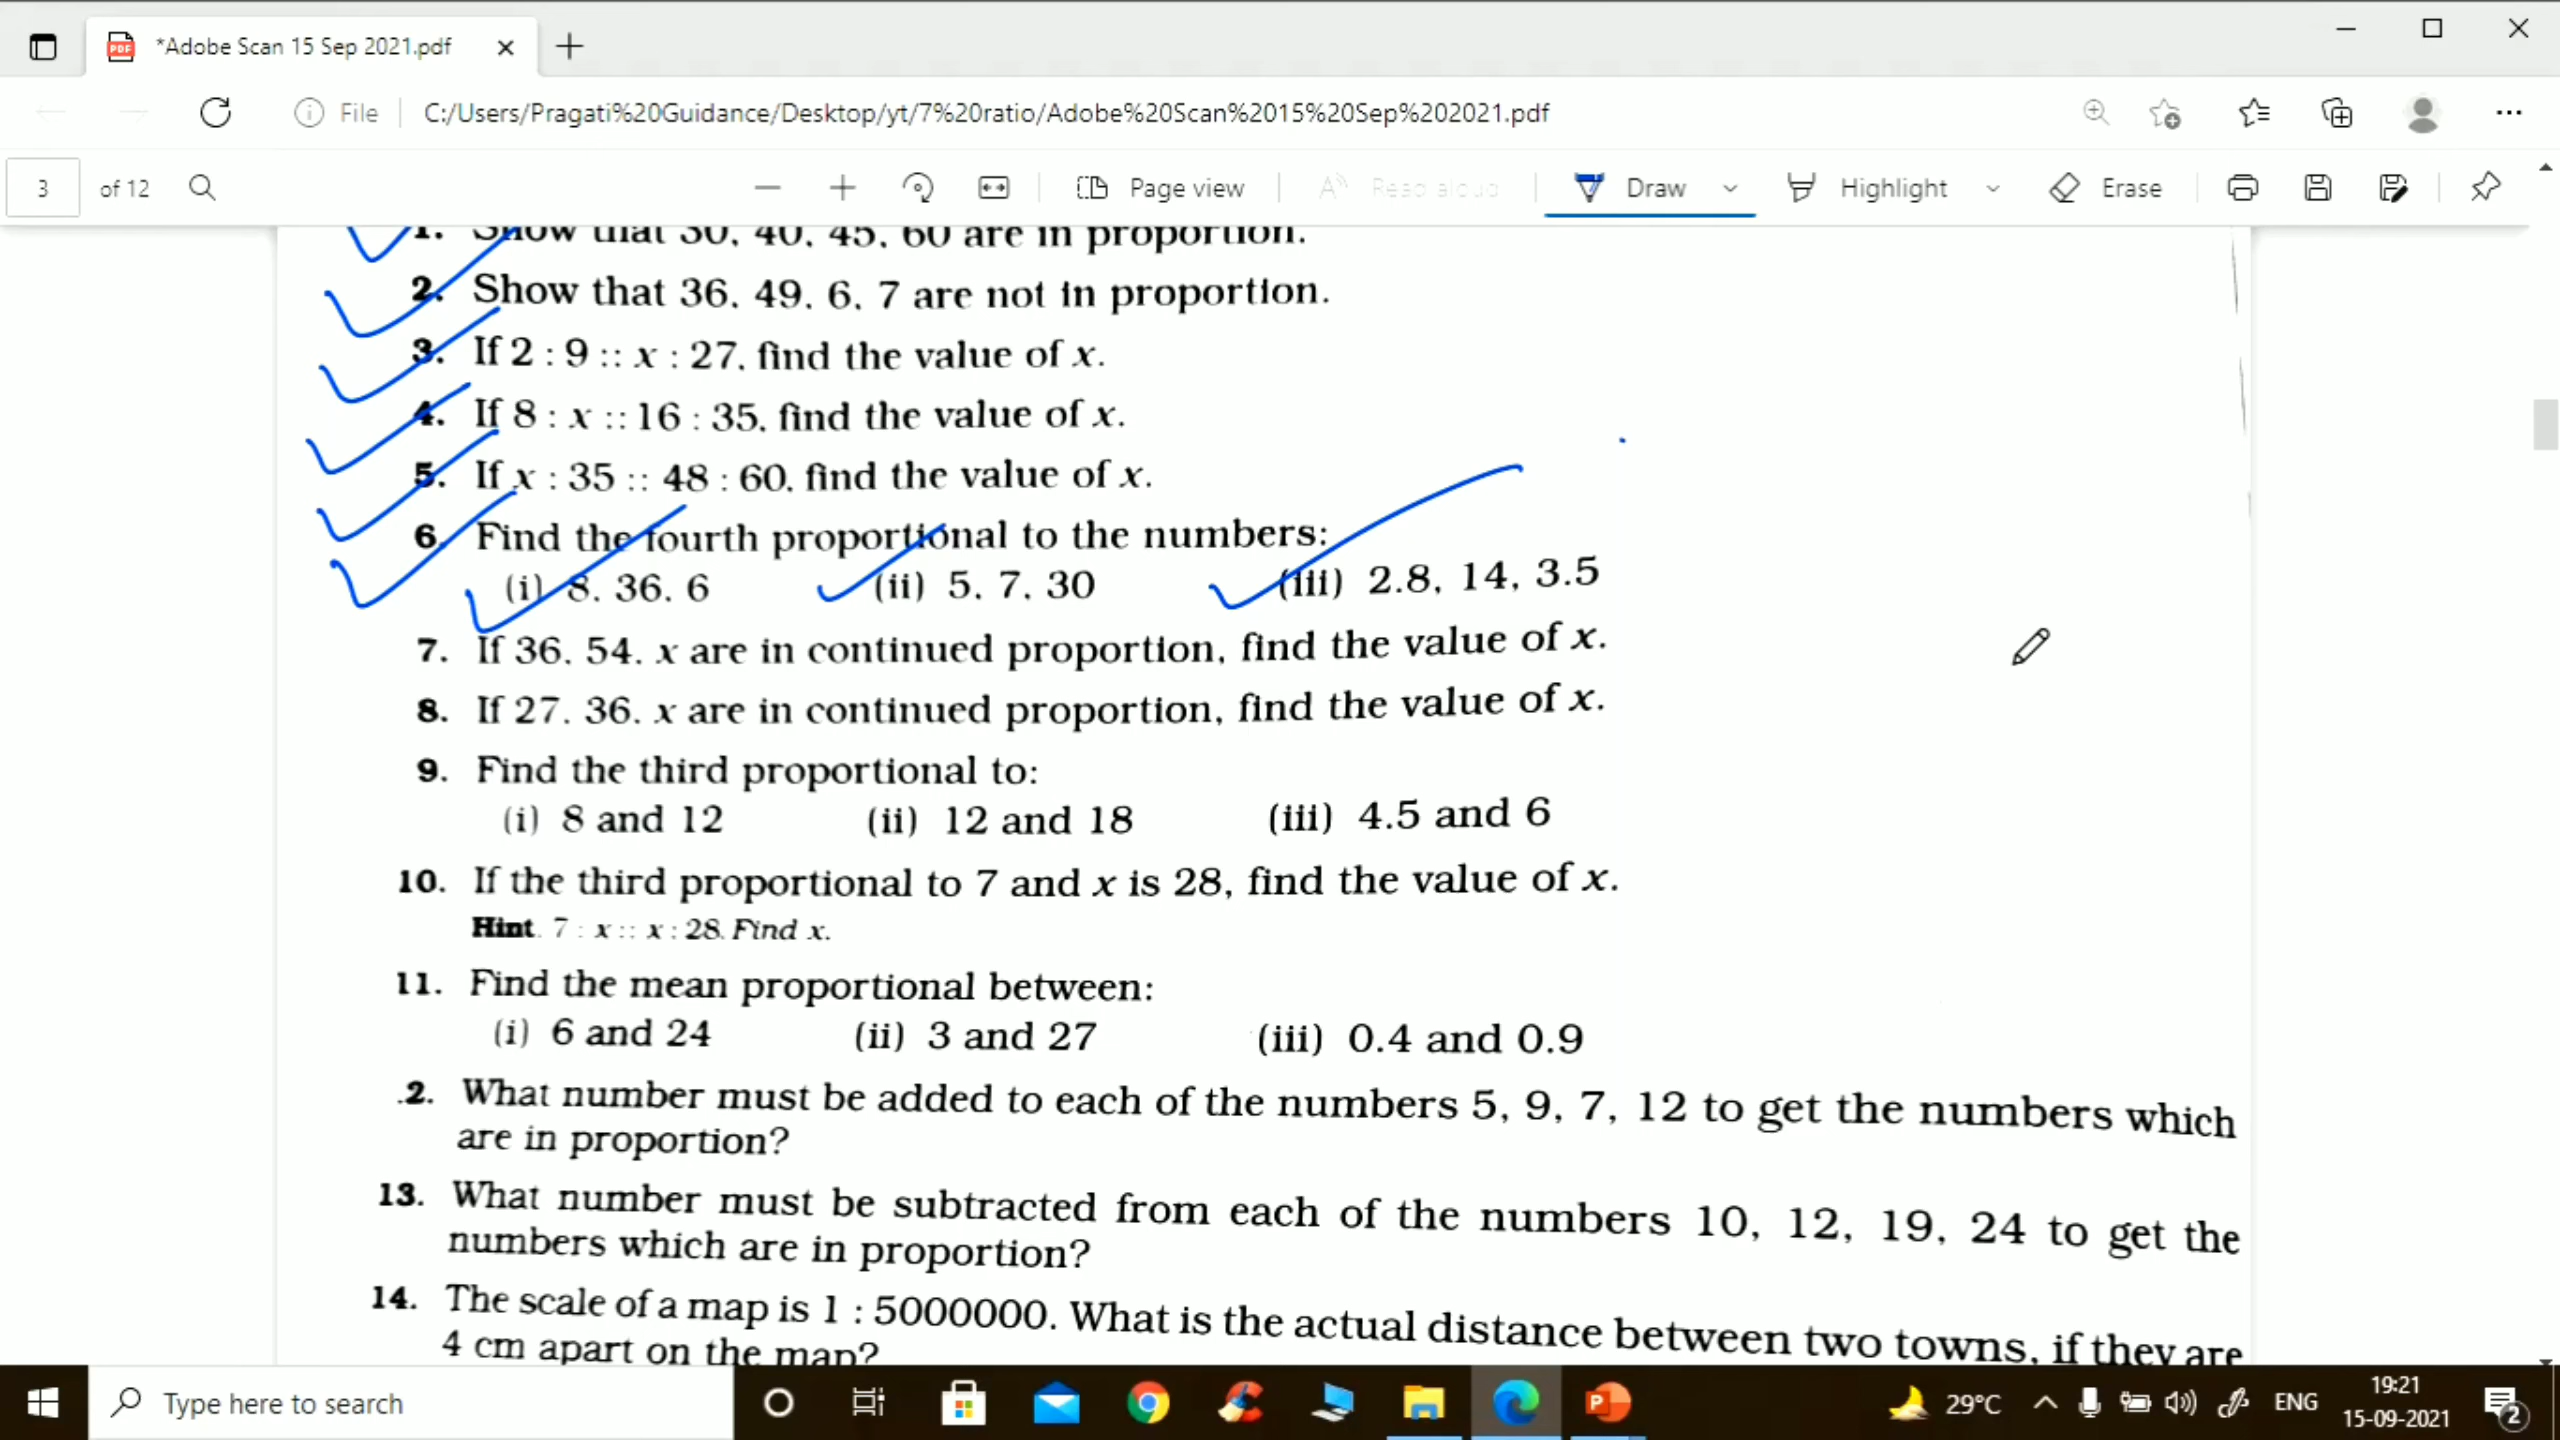 *Adobe Scan 15 Sep 2021.pdf
File C:/Users/Pragati%20Guidance/Desktop/yt/7%20ratio/Adobe%20Scan%2015%20Sep%202021.pdf
3 of 12 Page view Read aloud Draw Highlight Erase
1. Show that 30, 40, 45, 60 are in proportion.
2. Show that 36, 49, 6, 7 are not in proportion.
3. If 2 : 9 :: x : 27, find the value of x.
4. If 8 : x :: 16 : 35, find the value of x.
5. If x : 35 :: 48 : 60, find the value of x.
6. Find the fourth proportional to the numbers:
(i) 8, 36, 6 (ii) 5, 7, 30 (iii) 2.8, 14, 3.5
7. If 36, 54, x are in continued proportion, find the value of x.
8. If 27, 36, x are in continued proportion, find the value of x.
9. Find the third proportional to:
(i) 8 and 12 (ii) 12 and 18 (iii) 4.5 and 6
10. If the third proportional to 7 and x is 28, find the value of x.
Hint. 7 : x :: x : 28. Find x.
11. Find the mean proportional between:
(i) 6 and 24 (ii) 3 and 27 (iii) 0.4 and 0.9
2. What number must be added to each of the numbers 5, 9, 7, 12 to get the numbers which
are in proportion?
13. What number must be subtracted from each of the numbers 10, 12, 19, 24 to get the
numbers which are in proportion?
14. The scale of a map is 1 : 5000000. What is the actual distance between two towns, if they are
4 cm apart on the map?
Type here to search 29°C ENG 19:21
15-09-2021 2